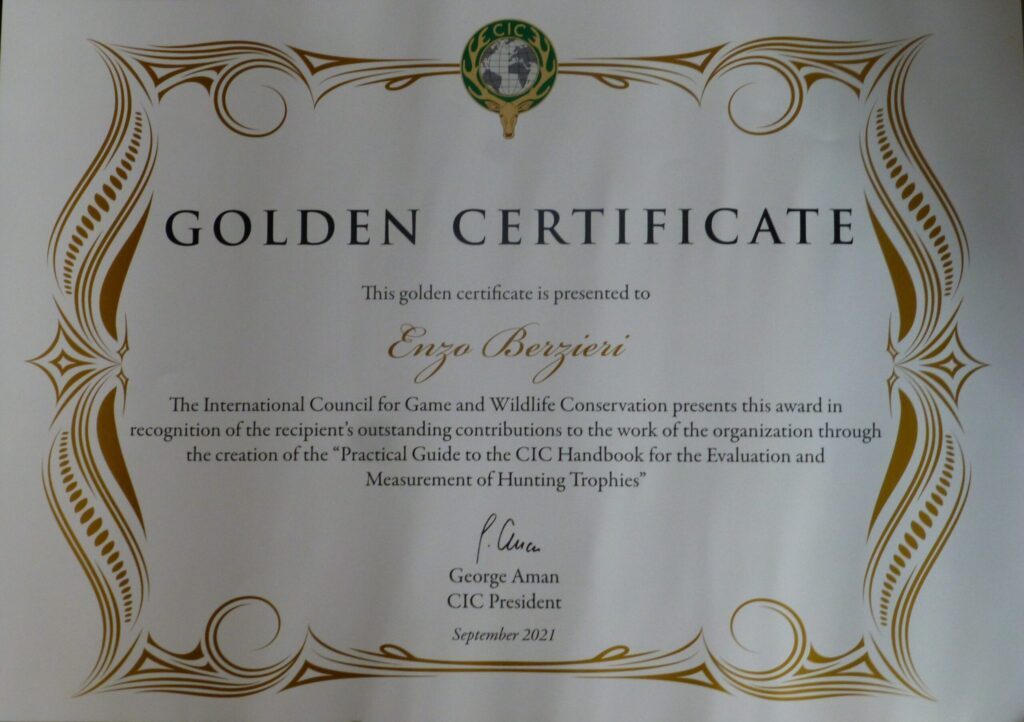 CIC
GOLDEN CERTIFICATE
This golden certificate is presented to
Enzo Berzieri
The International Council for Game and Wildlife Conservation presents this award in
recognition of the recipient's outstanding contributions to the work of the organization through
the creation of the “Practical Guide to the CIC Handbook for the Evaluation and
Measurement of Hunting Trophies”
George Aman
CIC President
September 2021